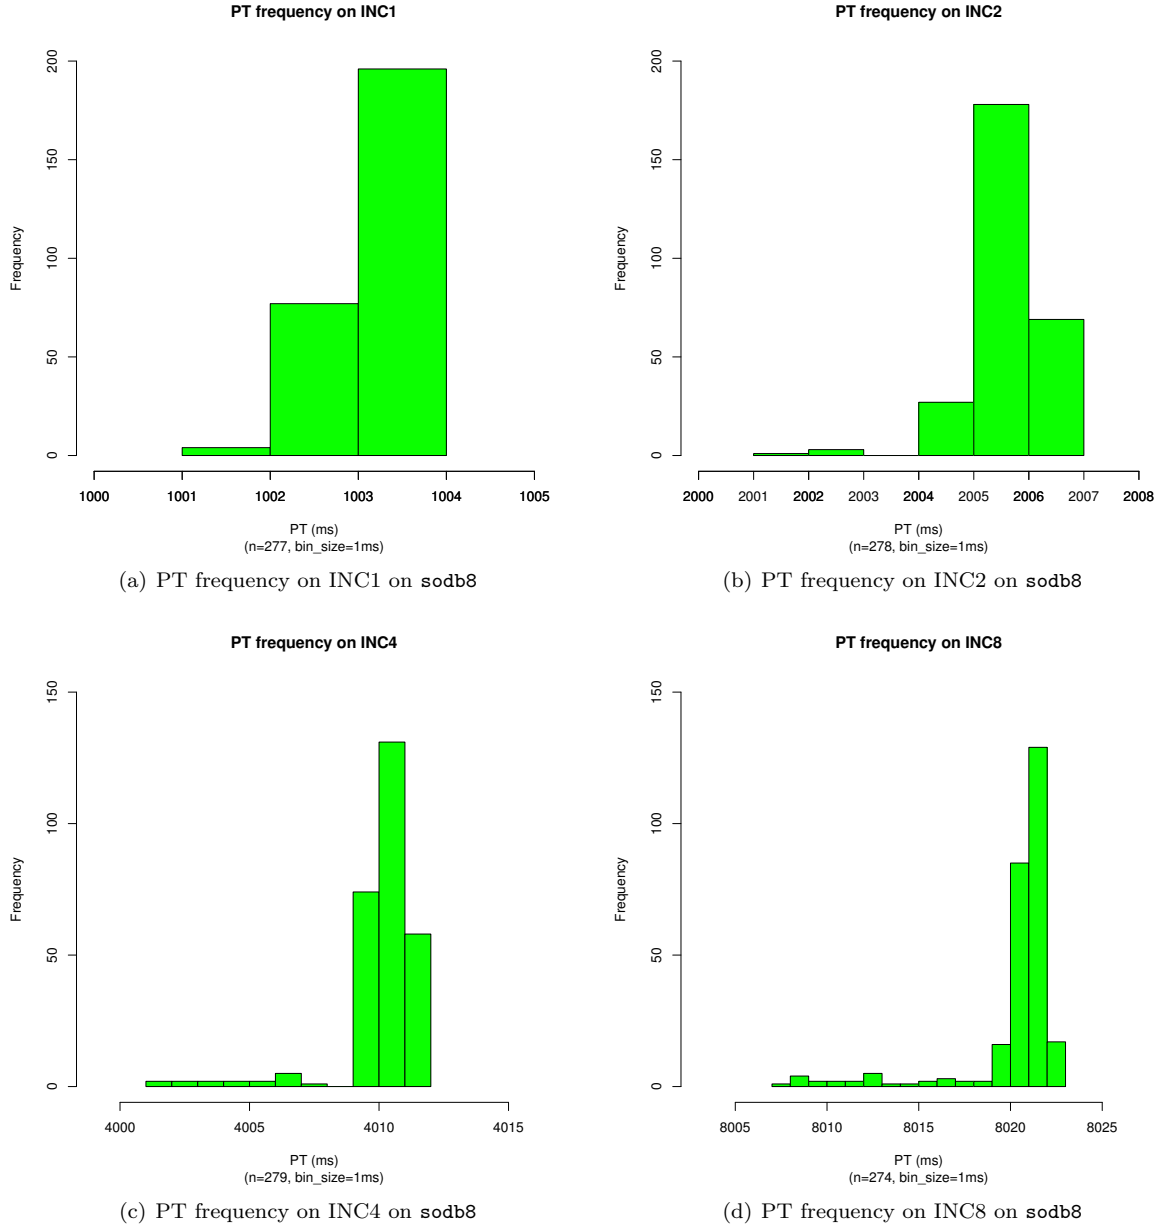 PT frequency on INC1
Frequency
0 50 100 150 200
1000 1001 1002 1003 1004 1005
PT (ms)
(n=277, bin_size=1ms)
(a) PT frequency on INC1 on sodb8
PT frequency on INC2
Frequency
0 50 100 150 200
2000 2001 2002 2003 2004 2005 2006 2007 2008
PT (ms)
(n=278, bin_size=1ms)
(b) PT frequency on INC2 on sodb8
PT frequency on INC4
Frequency
0 50 100 150
4000 4005 4010 4015
PT (ms)
(n=279, bin_size=1ms)
(c) PT frequency on INC4 on sodb8
PT frequency on INC8
Frequency
0 50 100 150
8005 8010 8015 8020 8025
PT (ms)
(n=274, bin_size=1ms)
(d) PT frequency on INC8 on sodb8